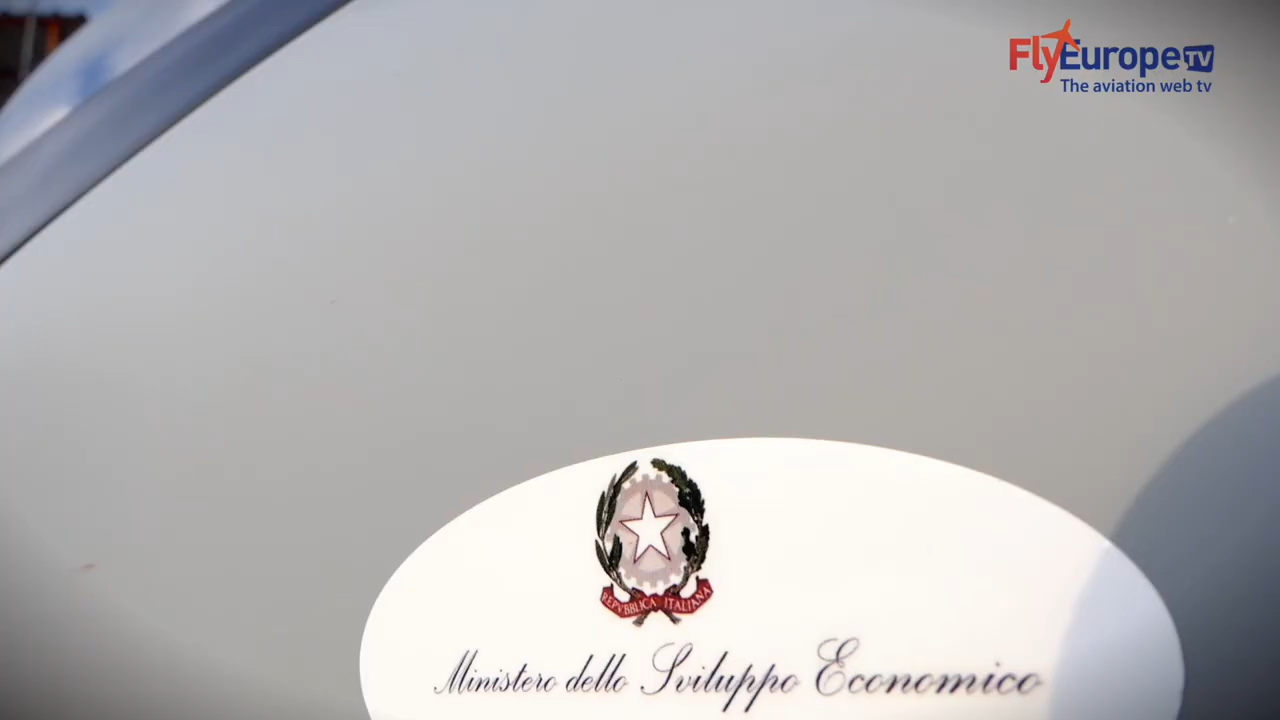 FlyEurope TV
The aviation web tv
REPVBBLICA ITALIANA
Ministero dello Sviluppo Economico